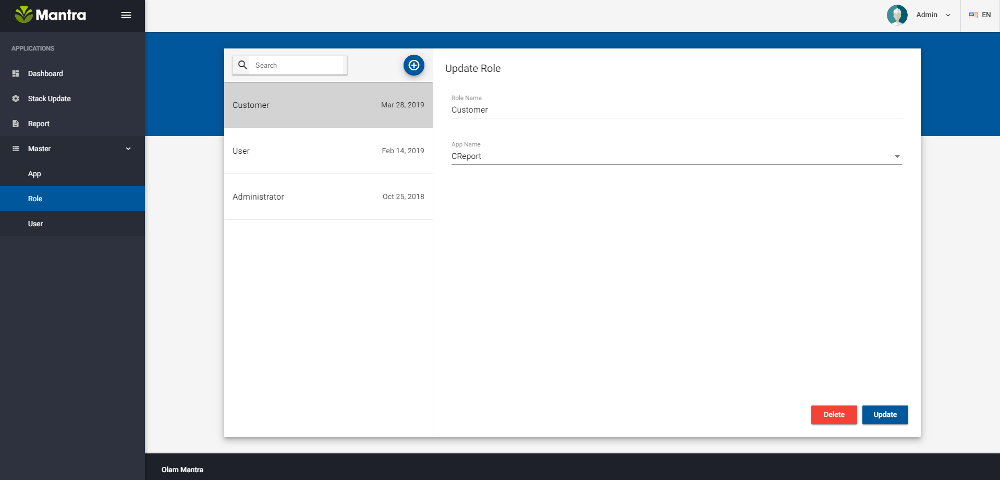 Mantra
Admin
EN
APPLICATIONS
Dashboard
Stack Update
Report
Master
App
Role
User
Search
Customer Mar 28, 2019
User Feb 14, 2019
Administrator Oct 25, 2018
Update Role
Role Name
Customer
App Name
CReport
Delete Update
Olam Mantra